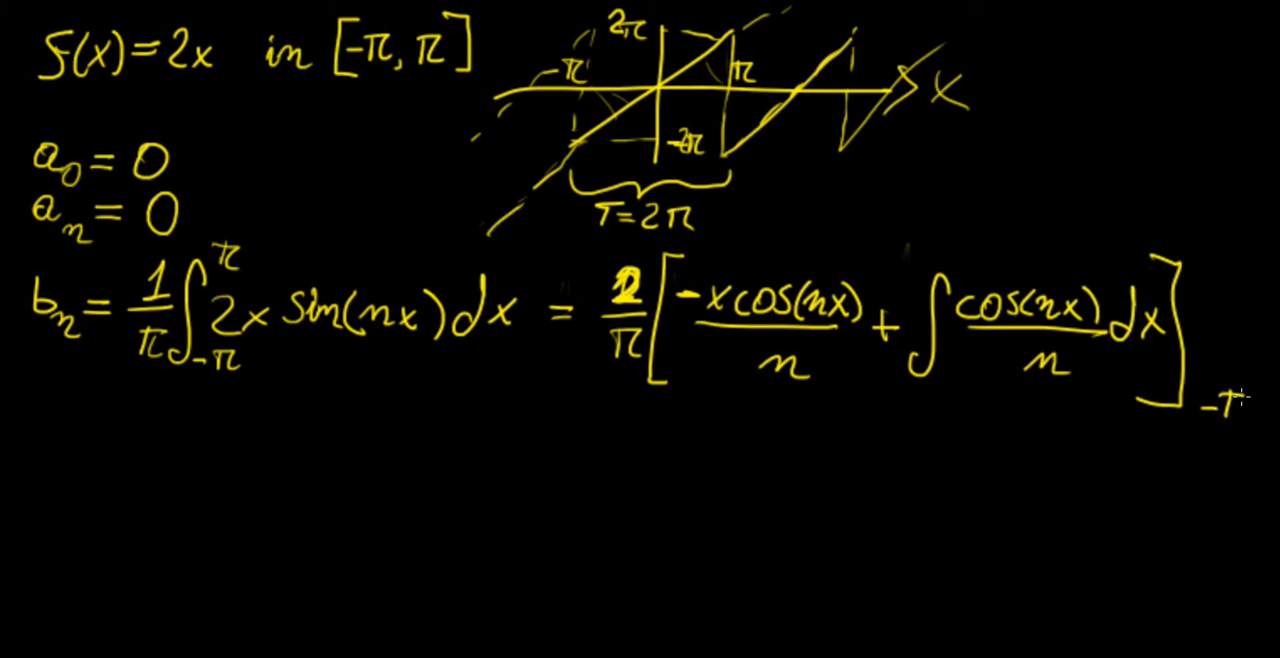 f(x) = 2x in [-π, π]
2π
-π
π
x
-2π
T = 2π
a₀ = 0
aₙ = 0
bₙ = 1/π ∫_{-π}^{π} 2x sin(nx) dx = 2/π [ -x cos(nx)/n + ∫ cos(nx)/n dx ]_-π